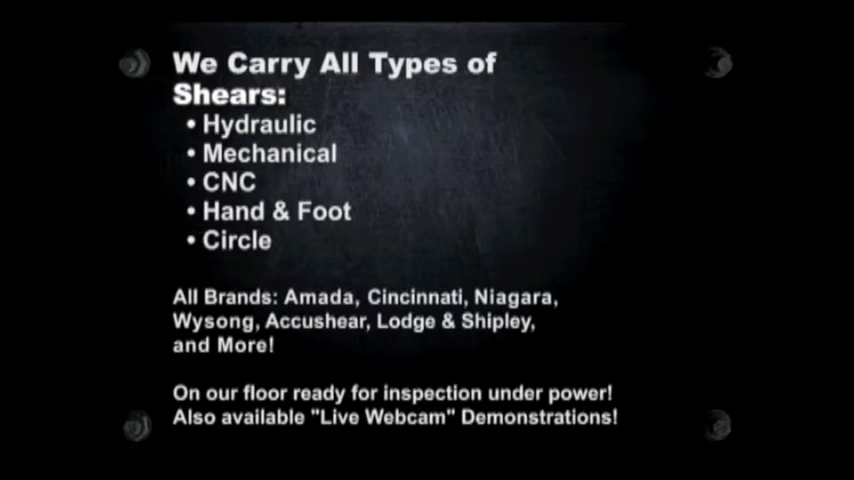 We Carry All Types of
Shears:
• Hydraulic
• Mechanical
• CNC
• Hand & Foot
• Circle
All Brands: Amada, Cincinnati, Niagara,
Wysong, Accushear, Lodge & Shipley,
and More!
On our floor ready for inspection under power!
Also available "Live Webcam" Demonstrations!